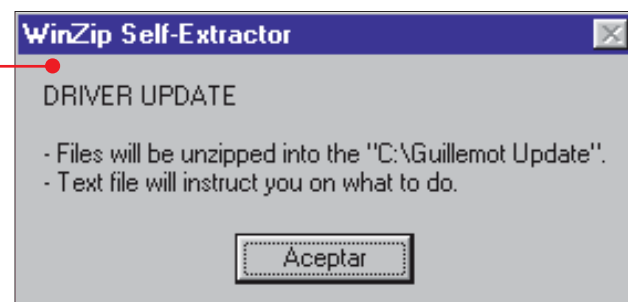 WinZip Self-Extractor
DRIVER UPDATE
- Files will be unzipped into the "C:\Guillemot Update".
- Text file will instruct you on what to do.
Aceptar